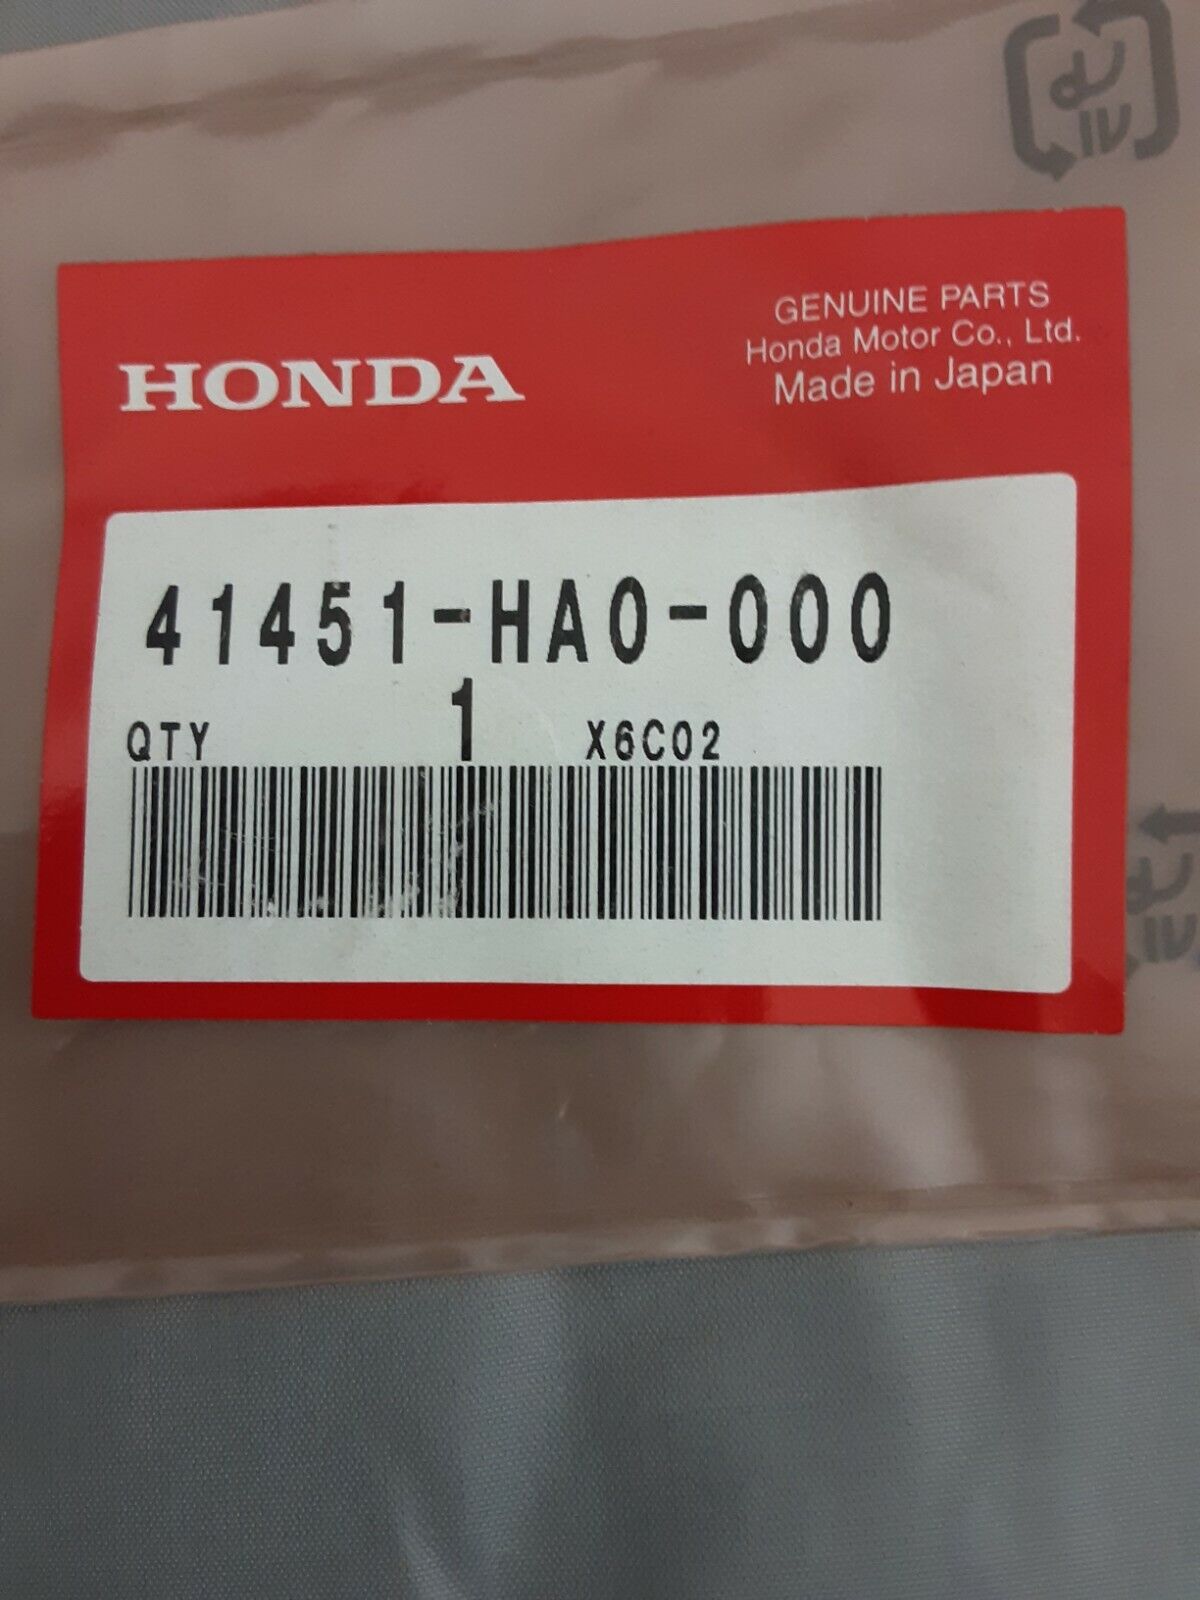 HONDA
GENUINE PARTS
Honda Motor Co., Ltd.
Made in Japan
41451-HA0-000
QTY 1 X6C02